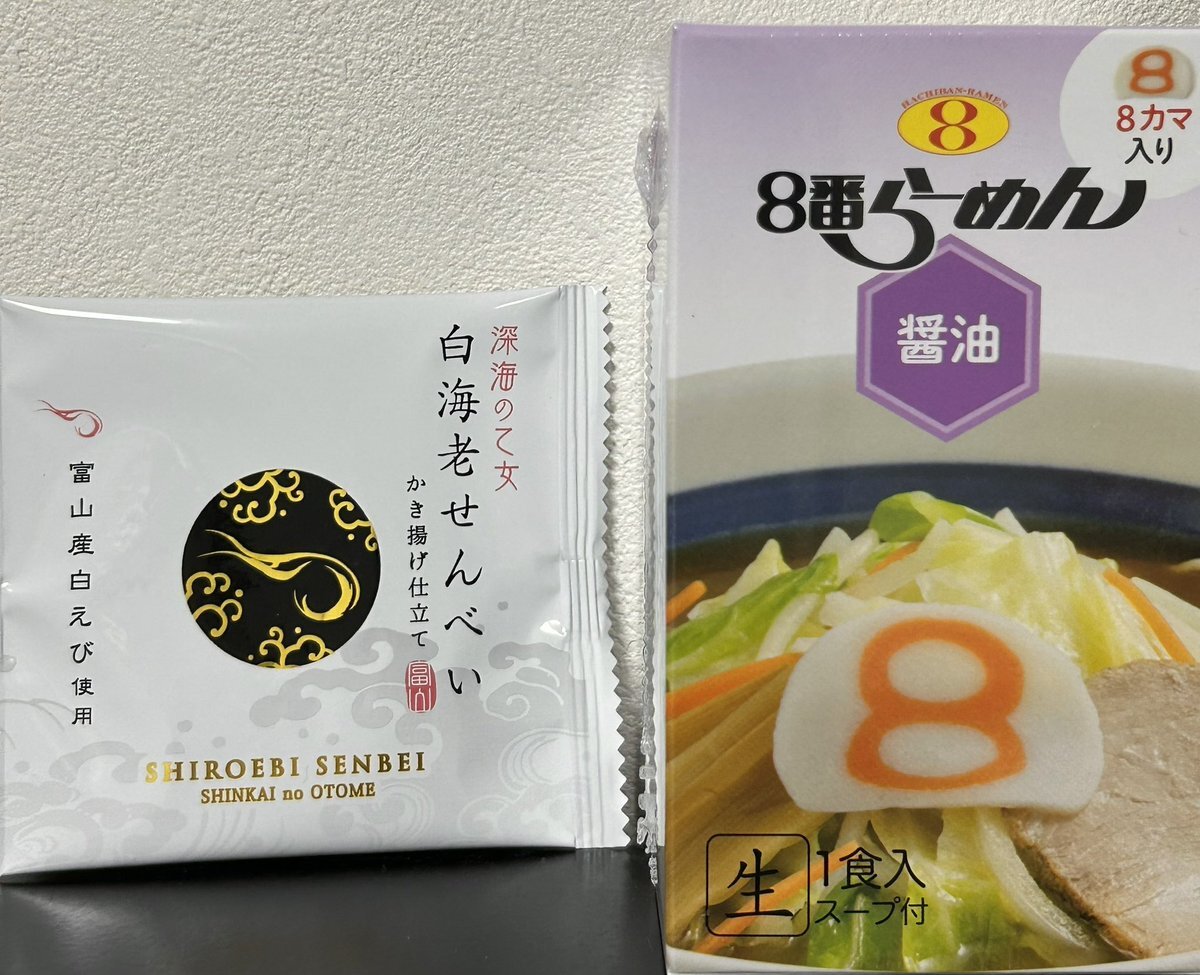 深海の乙女
白海老せんべい
かき揚げ仕立て
富山
富山産白えび使用
SHIROEBI SENBEI
SHINKAI no OTOME
HACHIBAN-RAMEN
8
8
8カマ
入り
8番らーめん
醤油
8
生
1食入
スープ付